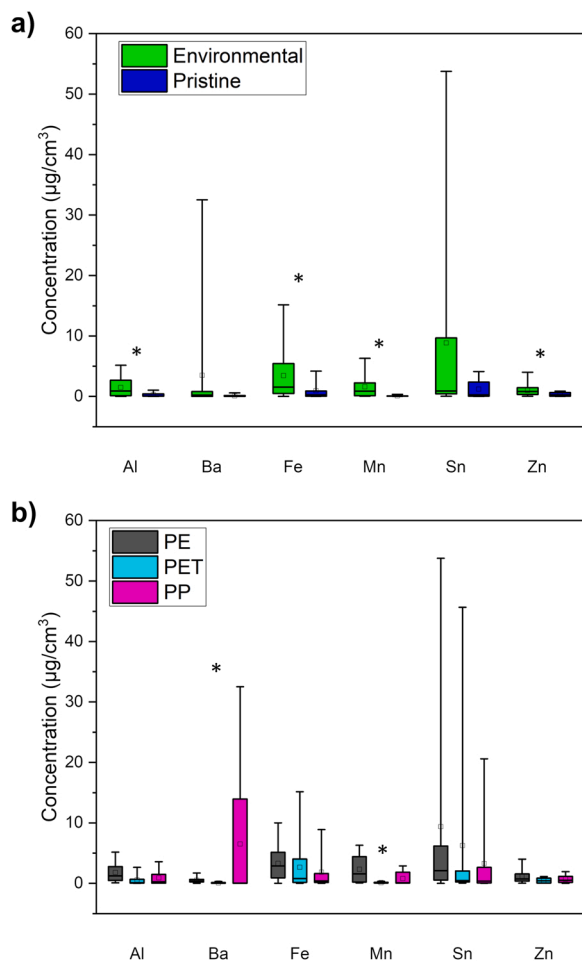 a)
60
50
40
30
20
10
0
Concentration (µg/cm³)
Environmental
Pristine
*
*
*
*
Al Ba Fe Mn Sn Zn
b)
60
50
40
30
20
10
0
Concentration (µg/cm³)
PE
PET
PP
*
*
Al Ba Fe Mn Sn Zn